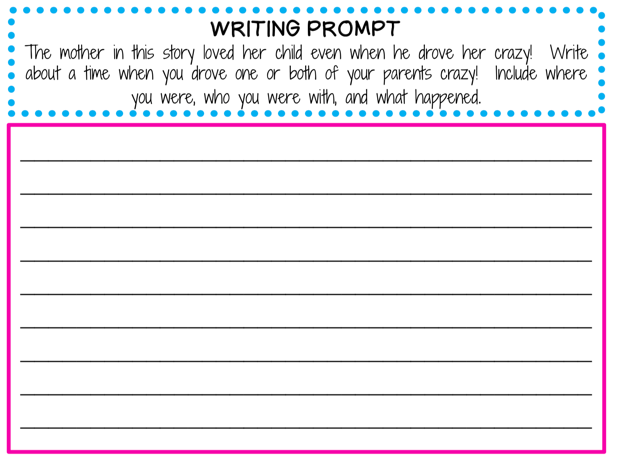 WRITING PROMPT
The mother in this story loved her child even when he drove her crazy! Write
about a time when you drove one or both of your parents crazy! Include where
you were, who you were with, and what happened.